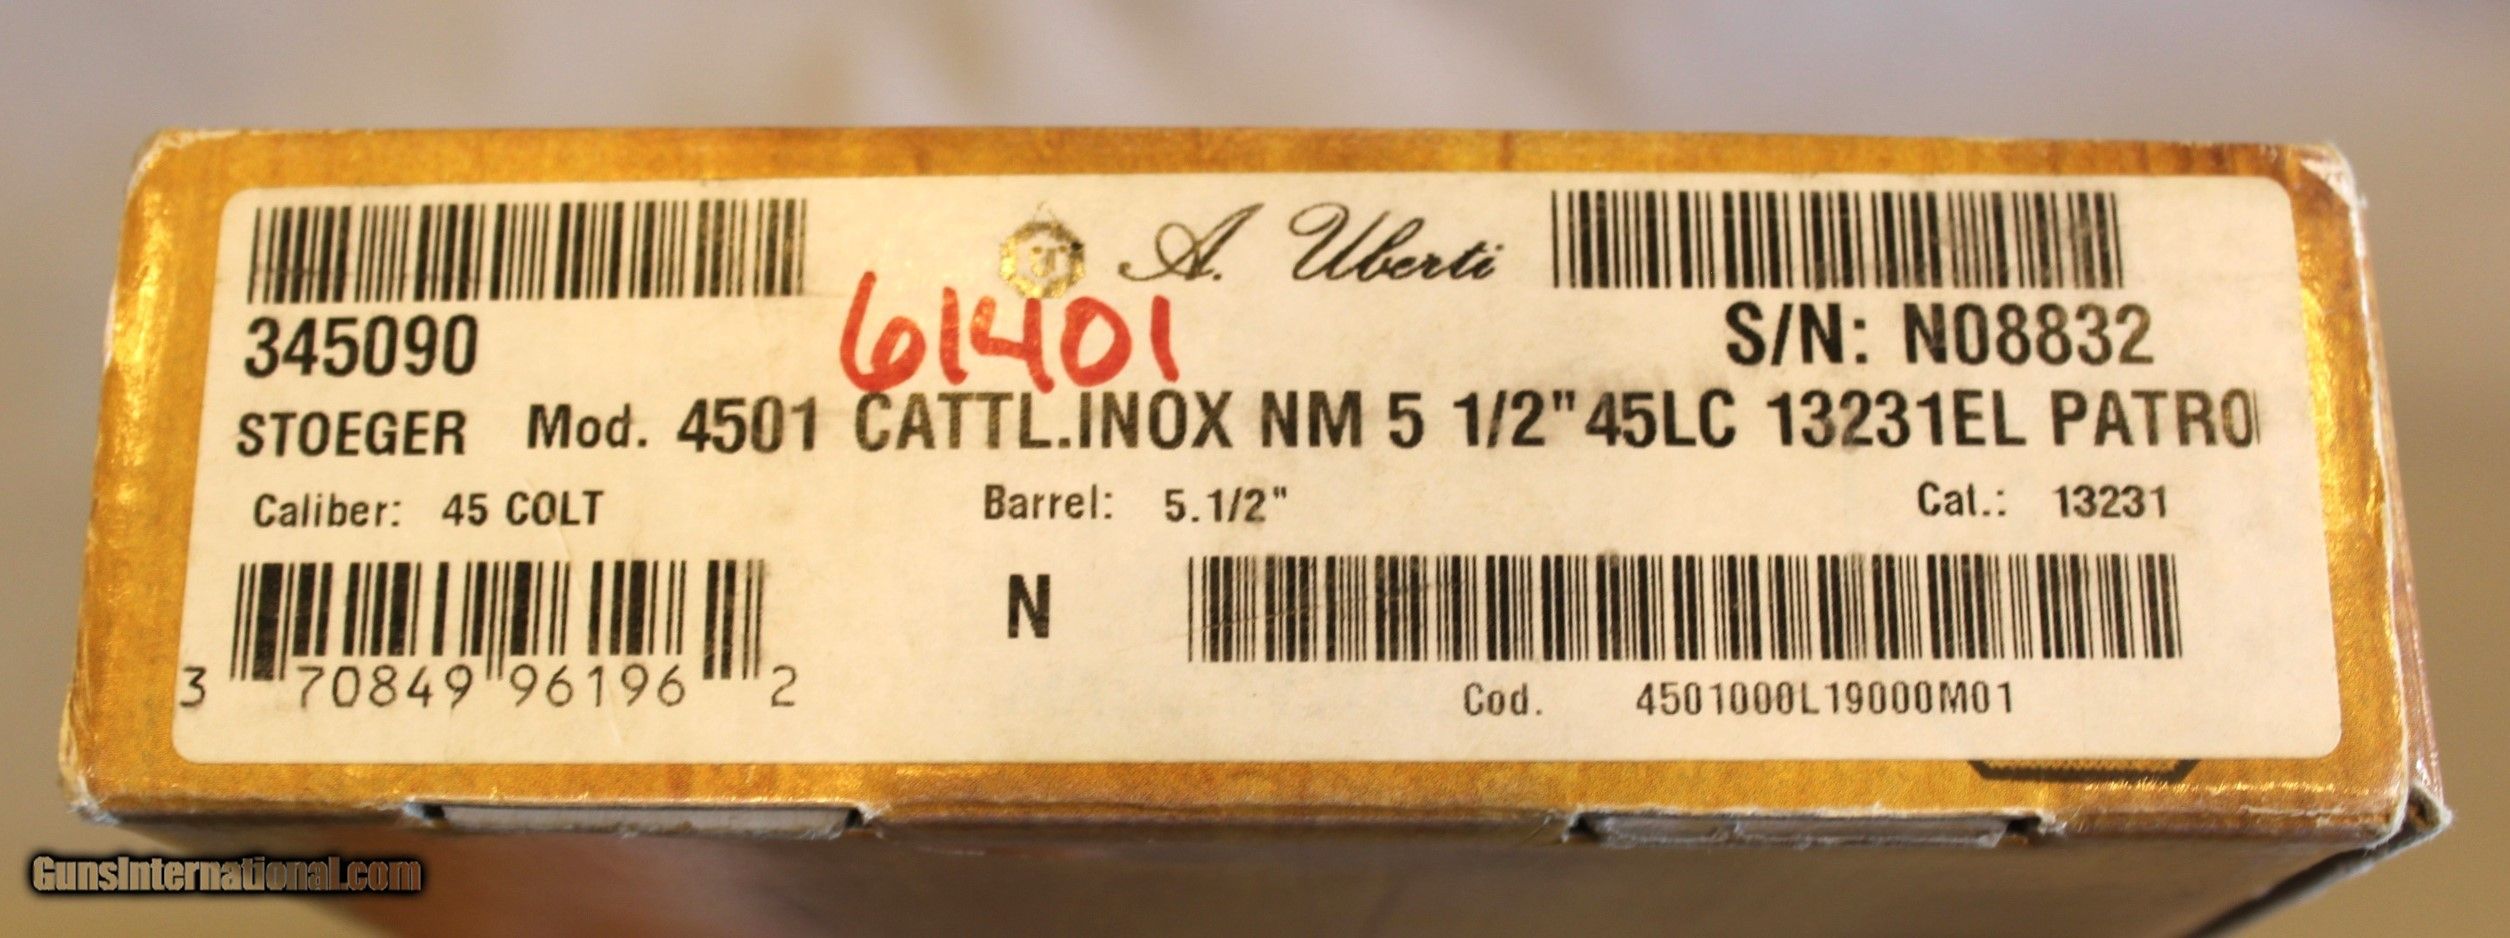 A. Uberti
61401
345090
S/N: N08832
STOEGER Mod. 4501 CATTL.INOX NM 5 1/2"45LC 13231EL PATRO
Caliber: 45 COLT Barrel: 5.1/2" Cat.: 13231
N
3 70849 96196 2
Cod. 4501000L19000M01
GunsInternational.com